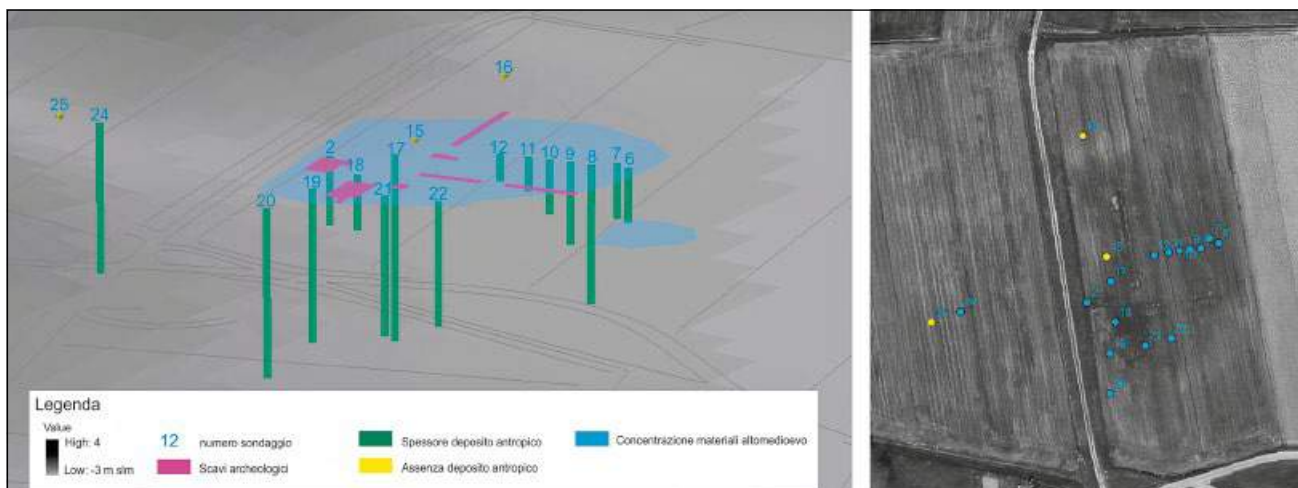 16
25
24
15
2
17
12
11
10
9
8
7
6
18
19
20
21
22
Legenda
Value
High: 4
Low: -3 m slm
12 numero sondaggio
Scavi archeologici
Spessore deposito antropico
Assenza deposito antropico
Concentrazione materiali altomedioevo